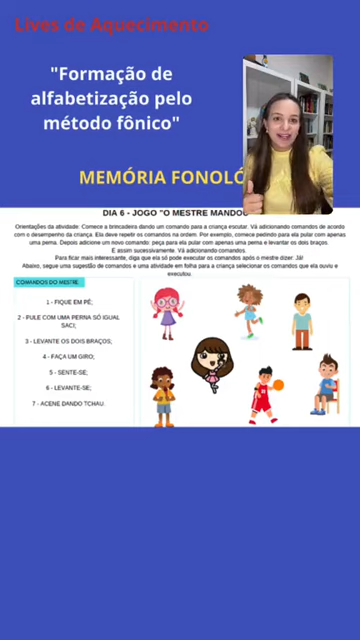 Lives de Aquecimento
"Formação de
alfabetização pelo
método fônico"
MEMÓRIA FONOLÓ
DIA 6 - JOGO "O MESTRE MANDOU"
Orientações da atividade: Comece a brincadeira dando um comando para a criança escutar. Vá adicionando comandos de acordo
com o desempenho da criança. Ela deve repetir os comandos na ordem. Por exemplo, comece pedindo para ela pular com apenas
uma perna. Depois adicione um novo comando: peça para ela pular com apenas uma perna e levantar os dois braços
E assim sucessivamente. Vá adicionando comandos.
Para ficar mais interessante, diga que ela só pode executar os comandos após o mestre dizer: Já!
Abaixo, segue uma sugestão de comandos e uma atividade em folha para a criança selecionar os comandos que ela ouviu e
executou.
COMANDOS DO MESTRE
1 - FIQUE EM PÉ;
2 - PULE COM UMA PERNA SÓ IGUAL
SACI;
3 - LEVANTE OS DOIS BRAÇOS;
4 - FAÇA UM GIRO;
5 - SENTE-SE;
6 - LEVANTE-SE;
7 - ACENE DANDO TCHAU.